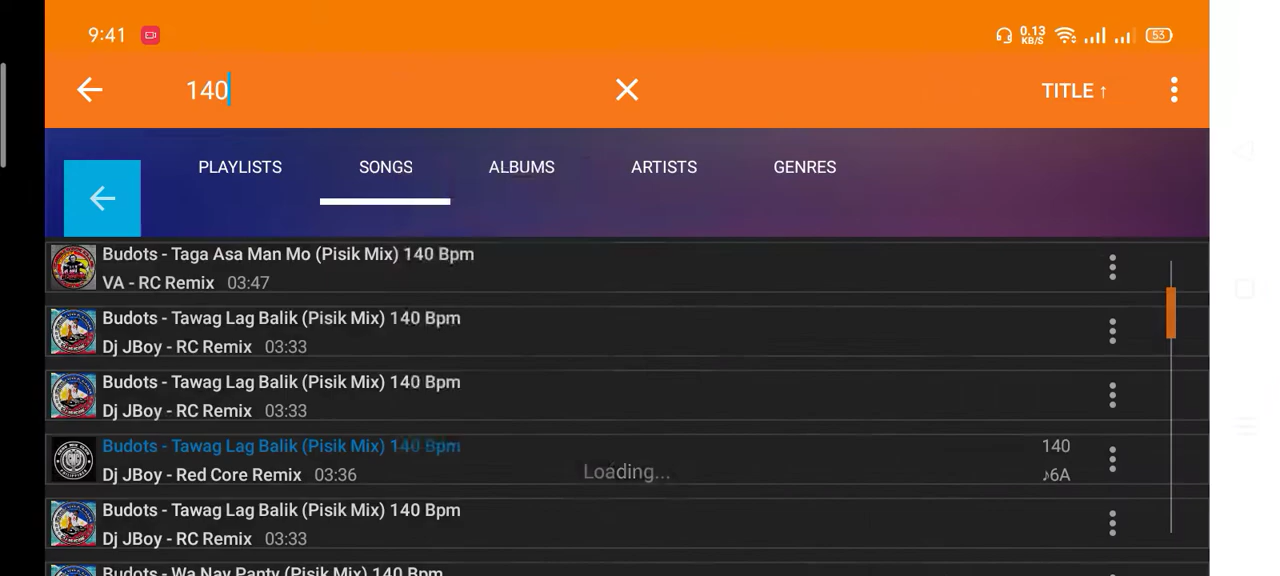 9:41
0.13
KB/S
53
140
TITLE ↑
PLAYLISTS SONGS ALBUMS ARTISTS GENRES
Budots - Taga Asa Man Mo (Pisik Mix) 140 Bpm
VA - RC Remix 03:47
Budots - Tawag Lag Balik (Pisik Mix) 140 Bpm
Dj JBoy - RC Remix 03:33
Budots - Tawag Lag Balik (Pisik Mix) 140 Bpm
Dj JBoy - RC Remix 03:33
Budots - Tawag Lag Balik (Pisik Mix) 140 Bpm 140
Dj JBoy - Red Core Remix 03:36 ♪6A
Loading...
Budots - Tawag Lag Balik (Pisik Mix) 140 Bpm
Dj JBoy - RC Remix 03:33
Budots - Wa Nay Panty (Pisik Mix) 140 Bpm